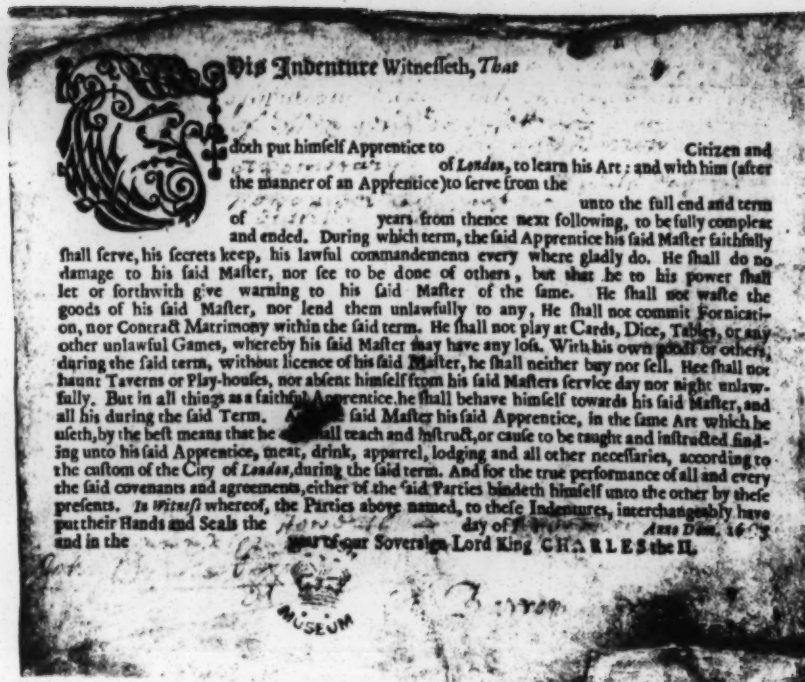 THis Indenture Witneſſeth, That
doth put himſelf Apprentice to Citizen and
of London, to learn his Art: and with him (after
the manner of an Apprentice) to ſerve from the
unto the full end and term
of years from thence next following, to be fully compleat
and ended. During which term, the ſaid Apprentice his ſaid Maſter faithfully
ſhall ſerve, his ſecrets keep, his lawful commandements every where gladly do. He ſhall do no
damage to his ſaid Maſter, nor ſee to be done of others, but that he to his power ſhall
let or forthwith give warning to his ſaid Maſter of the ſame. He ſhall not waſte the
goods of his ſaid Maſter, nor lend them unlawfully to any, He ſhall not commit Fornicati-
on, nor Contract Matrimony within the ſaid term. He ſhall not play at Cards, Dice, Tables, or any
other unlawful Games, whereby his ſaid Maſter may have any loſs. With his own goods or others,
during the ſaid term, without licence of his ſaid Maſter, he ſhall neither buy nor ſell. Hee ſhall not
haunt Taverns or Play-houſes, nor abſent himſelf from his ſaid Maſters ſervice day nor night unlaw-
fully. But in all things as a faithful Apprentice, he ſhall behave himſelf towards his ſaid Maſter, and
all his during the ſaid Term. ſaid Maſter his ſaid Apprentice, in the ſame Art which he
uſeth, by the beſt means that he teach and inſtruct, or cauſe to be taught and inſtructed find-
ing unto his ſaid Apprentice, meat, drink, apparrel, lodging and all other neceſſaries, according to
the cuſtom of the City of London, during the ſaid term. And for the true performance of all and every
the ſaid covenants and agreements, either of the ſaid Parties bindeth himſelf unto the other by theſe
preſents. In Witneſs whereof, the Parties above named, to theſe Indentures, interchangeably have
put their Hands and Seals the day of Anno Dom. 16
and in the year of our Soveraign Lord King CHARLES the II.
MUSEUM